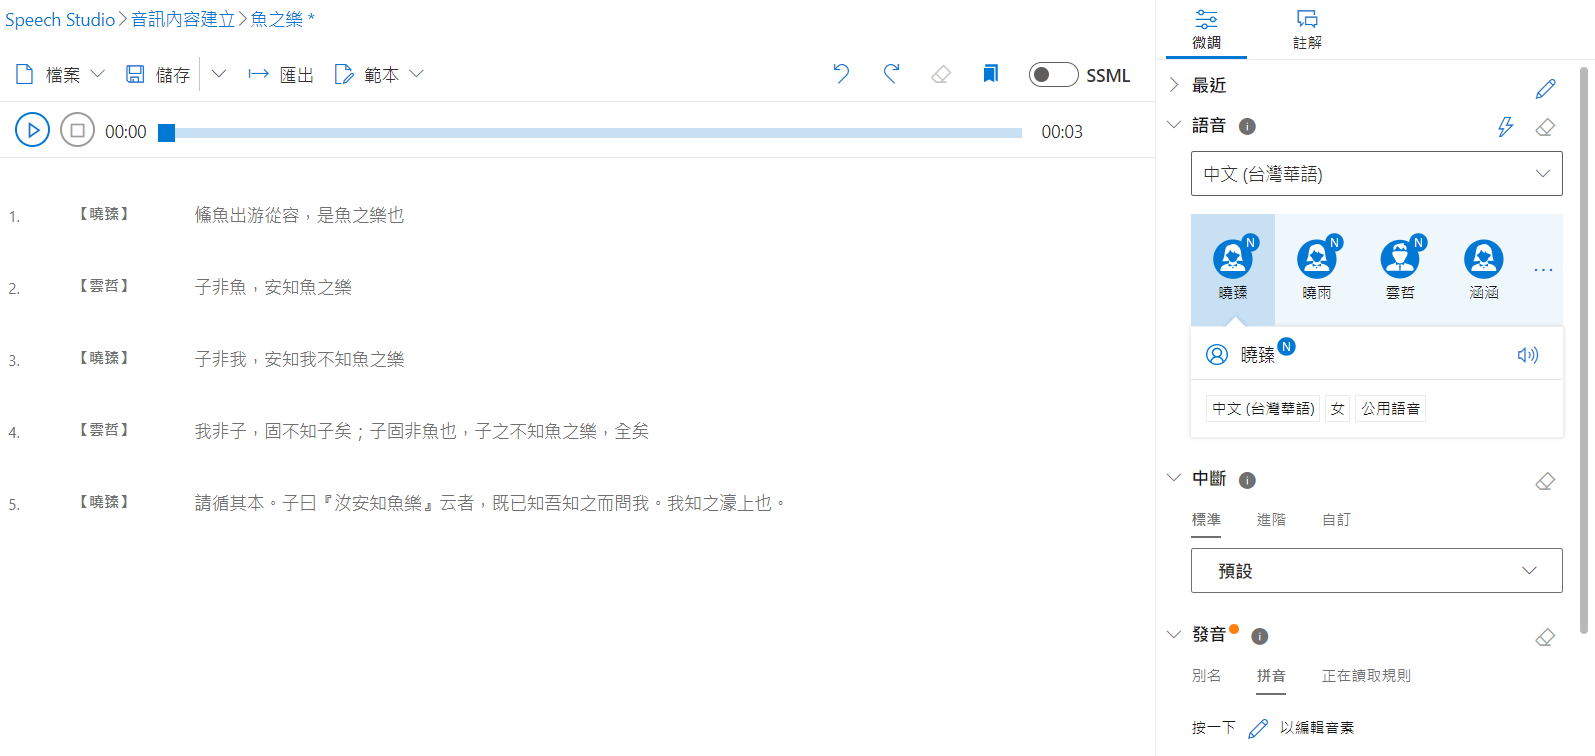 Speech Studio > 音訊內容建立 > 魚之樂 *
檔案 儲存 匯出 範本 SSML
00:00 00:03
1. 【曉臻】 鯈魚出游從容，是魚之樂也
2. 【雲哲】 子非魚，安知魚之樂
3. 【曉臻】 子非我，安知我不知魚之樂
4. 【雲哲】 我非子，固不知子矣；子固非魚也，子之不知魚之樂，全矣
5. 【曉臻】 請循其本。子曰『汝安知魚樂』云者，既已知吾知之而問我。我知之濠上也。
微調 註解
最近
語音
中文 (台灣華語)
N N N
曉臻 曉雨 雲哲 涵涵 ...
曉臻 N
中文 (台灣華語) 女 公用語音
中斷
標準 進階 自訂
預設
發音
別名 拼音 正在讀取規則
按一下 以編輯音素